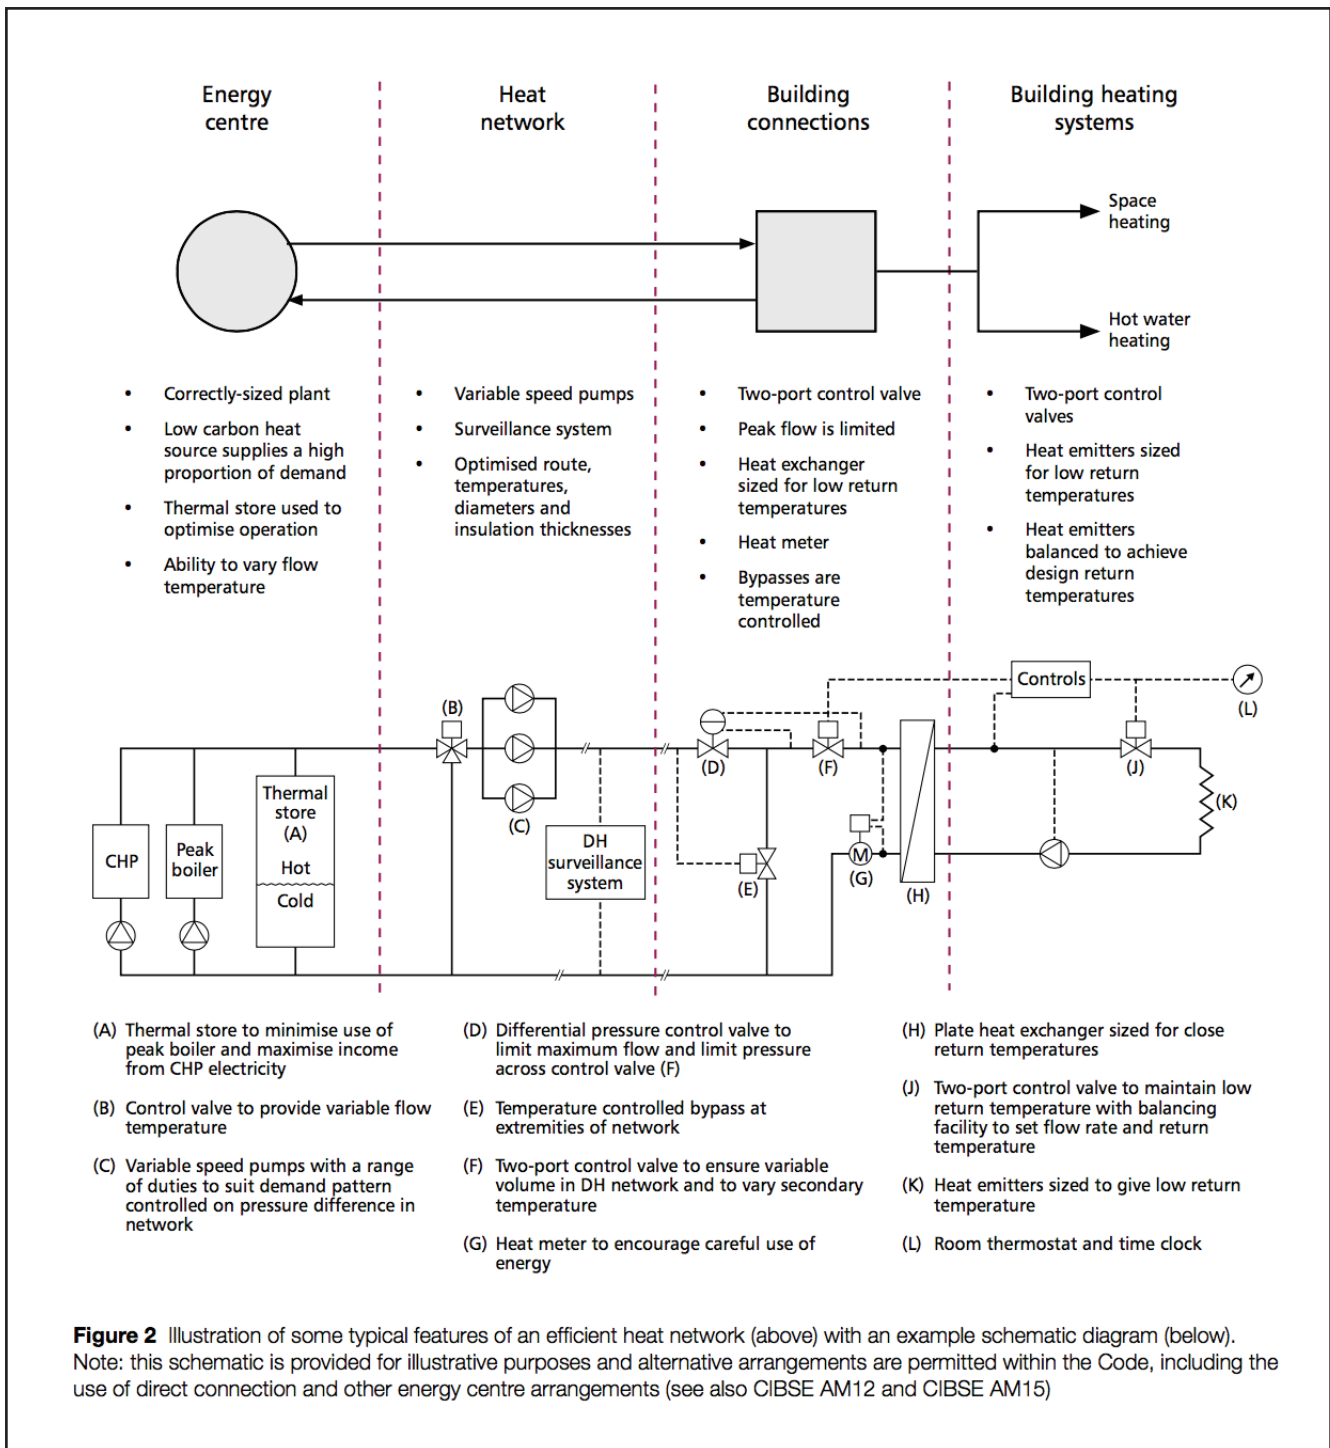 Energy
centre
Heat
network
Building
connections
Building heating
systems
Space
heating
Hot water
heating
• Correctly-sized plant
• Low carbon heat
source supplies a high
proportion of demand
• Thermal store used to
optimise operation
• Ability to vary flow
temperature
• Variable speed pumps
• Surveillance system
• Optimised route,
temperatures,
diameters and
insulation thicknesses
• Two-port control valve
• Peak flow is limited
• Heat exchanger
sized for low return
temperatures
• Heat meter
• Bypasses are
temperature
controlled
• Two-port control
valves
• Heat emitters sized
for low return
temperatures
• Heat emitters
balanced to achieve
design return
temperatures
CHP
Peak
boiler
Thermal
store
(A)
Hot
Cold
(B)
(C)
DH
surveillance
system
(D)
(E)
(F)
M
(G)
(H)
Controls
(J)
(K)
(L)
(A) Thermal store to minimise use of
peak boiler and maximise income
from CHP electricity
(B) Control valve to provide variable flow
temperature
(C) Variable speed pumps with a range
of duties to suit demand pattern
controlled on pressure difference in
network
(D) Differential pressure control valve to
limit maximum flow and limit pressure
across control valve (F)
(E) Temperature controlled bypass at
extremities of network
(F) Two-port control valve to ensure variable
volume in DH network and to vary secondary
temperature
(G) Heat meter to encourage careful use of
energy
(H) Plate heat exchanger sized for close
return temperatures
(J) Two-port control valve to maintain low
return temperature with balancing
facility to set flow rate and return
temperature
(K) Heat emitters sized to give low return
temperature
(L) Room thermostat and time clock
Figure 2 Illustration of some typical features of an efficient heat network (above) with an example schematic diagram (below).
Note: this schematic is provided for illustrative purposes and alternative arrangements are permitted within the Code, including the
use of direct connection and other energy centre arrangements (see also CIBSE AM12 and CIBSE AM15)